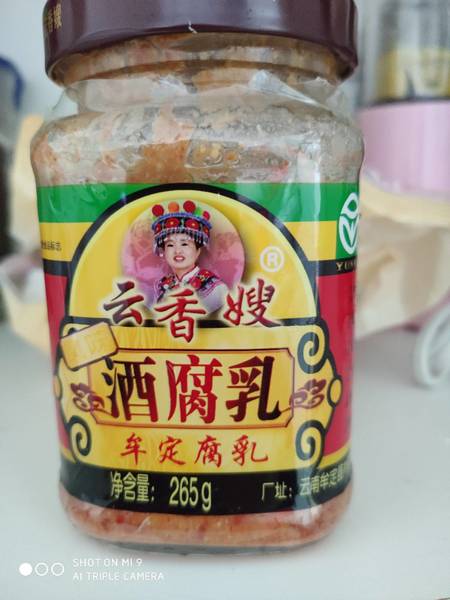 ®
云香嫂
酒腐乳
牟定腐乳
净含量: 265g
厂址: 云南牟定县
SHOT ON MI 9
AI TRIPLE CAMERA